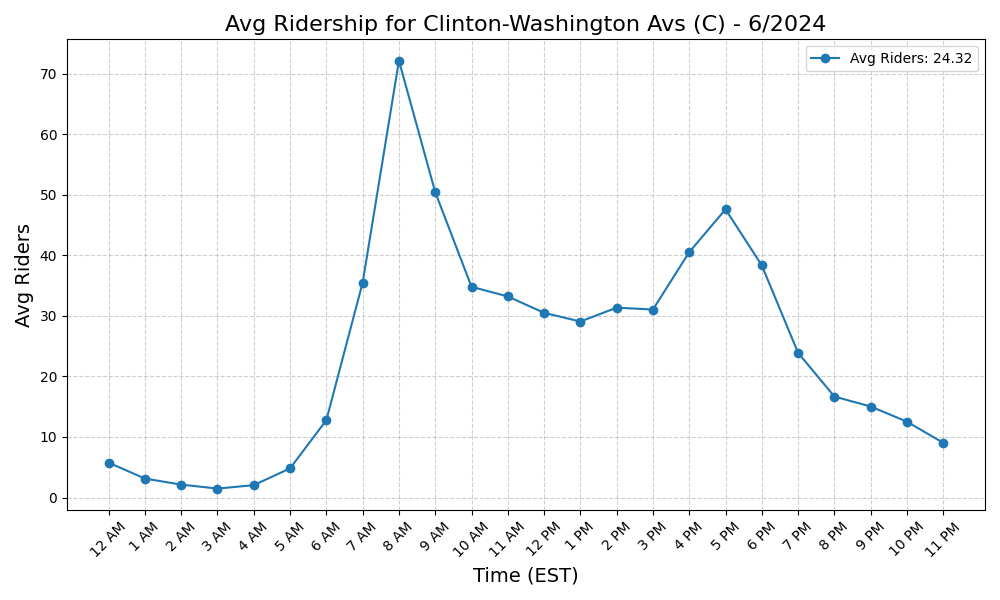 Avg Ridership for Clinton-Washington Avs (C) - 6/2024
Avg Riders: 24.32
Avg Riders
70
60
50
40
30
20
10
0
12 AM
1 AM
2 AM
3 AM
4 AM
5 AM
6 AM
7 AM
8 AM
9 AM
10 AM
11 AM
12 PM
1 PM
2 PM
3 PM
4 PM
5 PM
6 PM
7 PM
8 PM
9 PM
10 PM
11 PM
Time (EST)